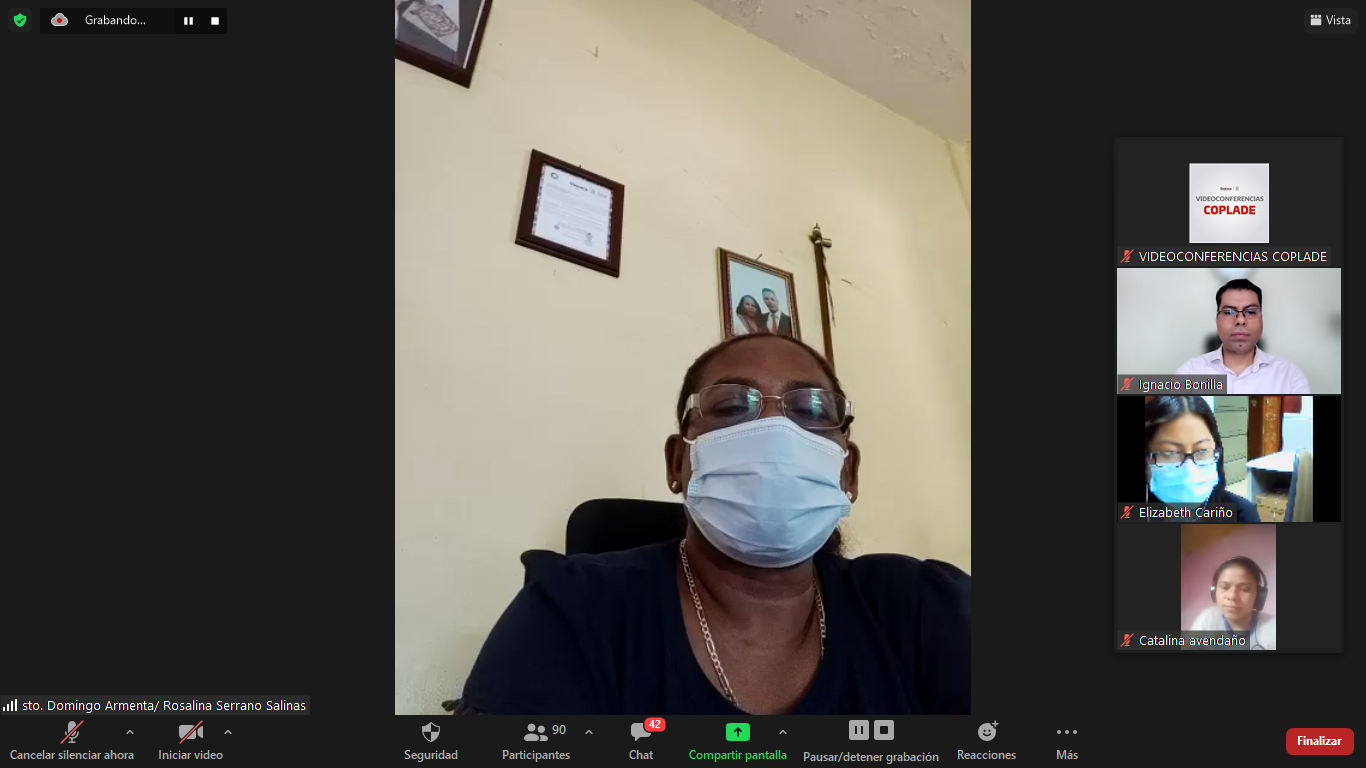 Grabando...
Vista
VIDEOCONFERENCIAS
COPLADE
VIDEOCONFERENCIAS COPLADE
Ignacio Bonilla
Elizabeth Cariño
Catalina avendaño
sto. Domingo Armenta/ Rosalina Serrano Salinas
Cancelar silenciar ahora
Iniciar video
Seguridad
90
Participantes
42
Chat
Compartir pantalla
Pausar/detener grabación
Reacciones
Más
Finalizar